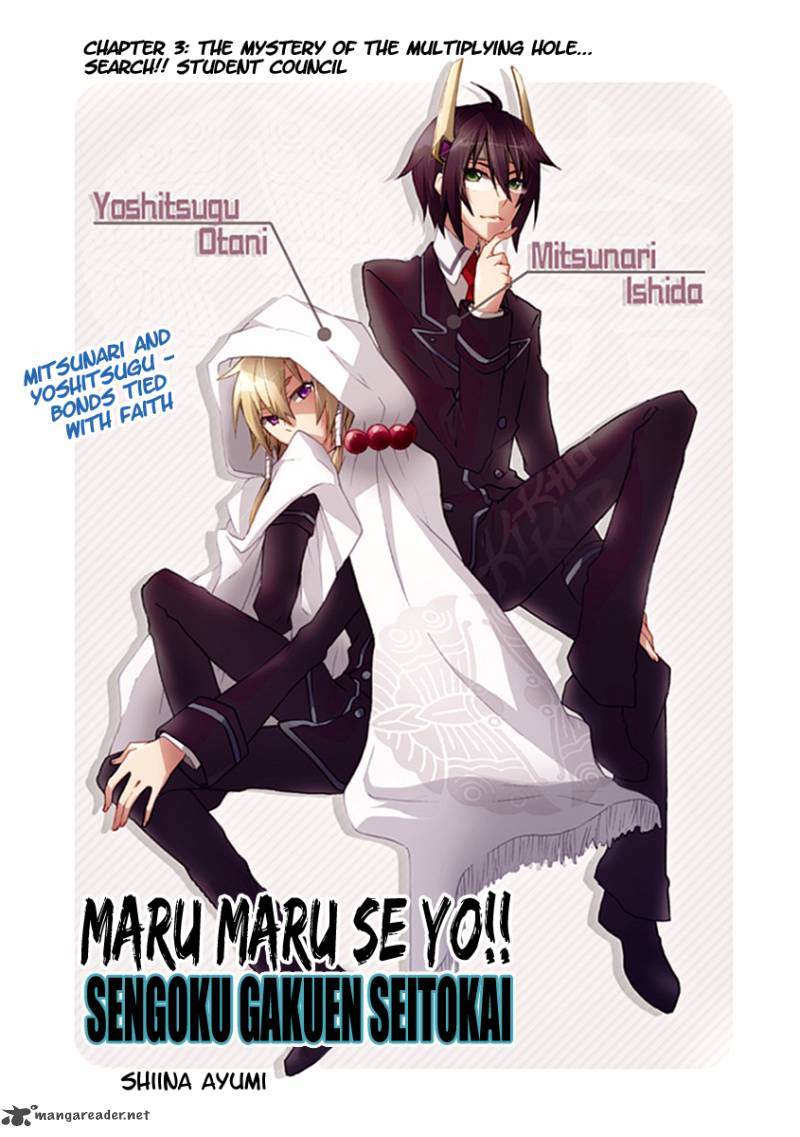 CHAPTER 3: THE MYSTERY OF THE MULTIPLYING HOLE...
SEARCH!! STUDENT COUNCIL
Yoshitsugu
Otani
Mitsunari
Ishida
MITSUNARI AND
YOSHITSUGU -
BONDS TIED
WITH FAITH
MARU MARU SE YO!!
SENGOKU GAKUEN SEITOKAI
SHIINA AYUMI
mangareader.net